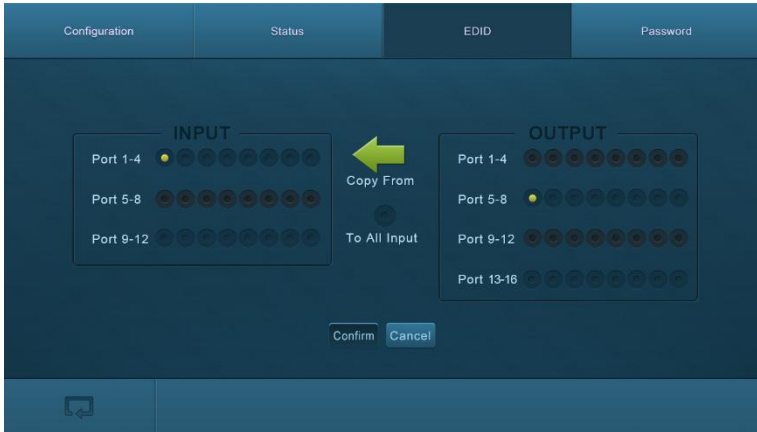 Configuration Status EDID Password
INPUT OUTPUT
Port 1-4 Port 1-4
Copy From
Port 5-8 Port 5-8
Port 9-12 To All Input Port 9-12
Port 13-16
Confirm Cancel